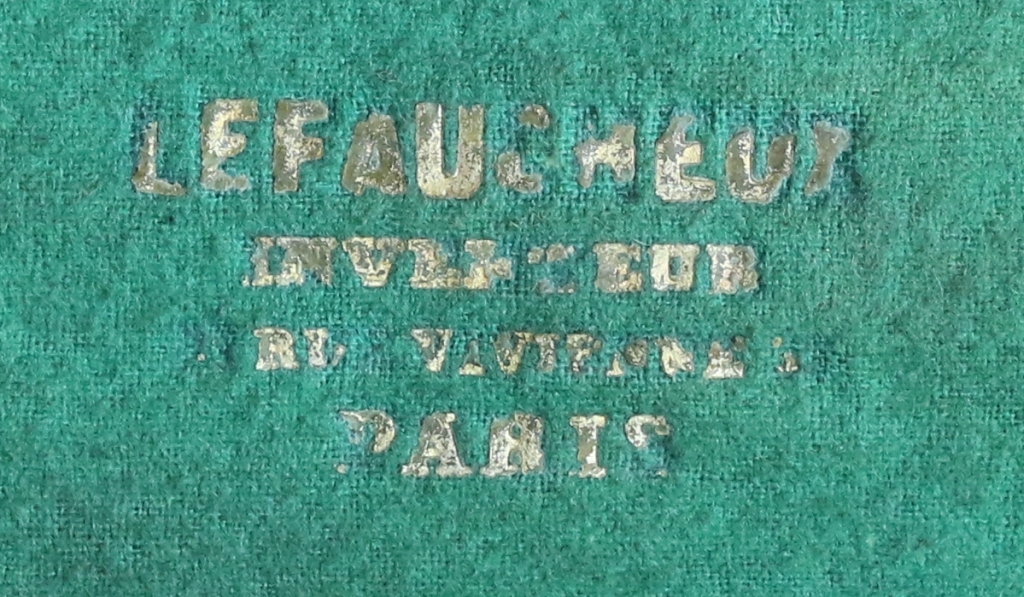 LEFAUCHEUX
INVENTEUR
RUE VIVIENNE
PARIS